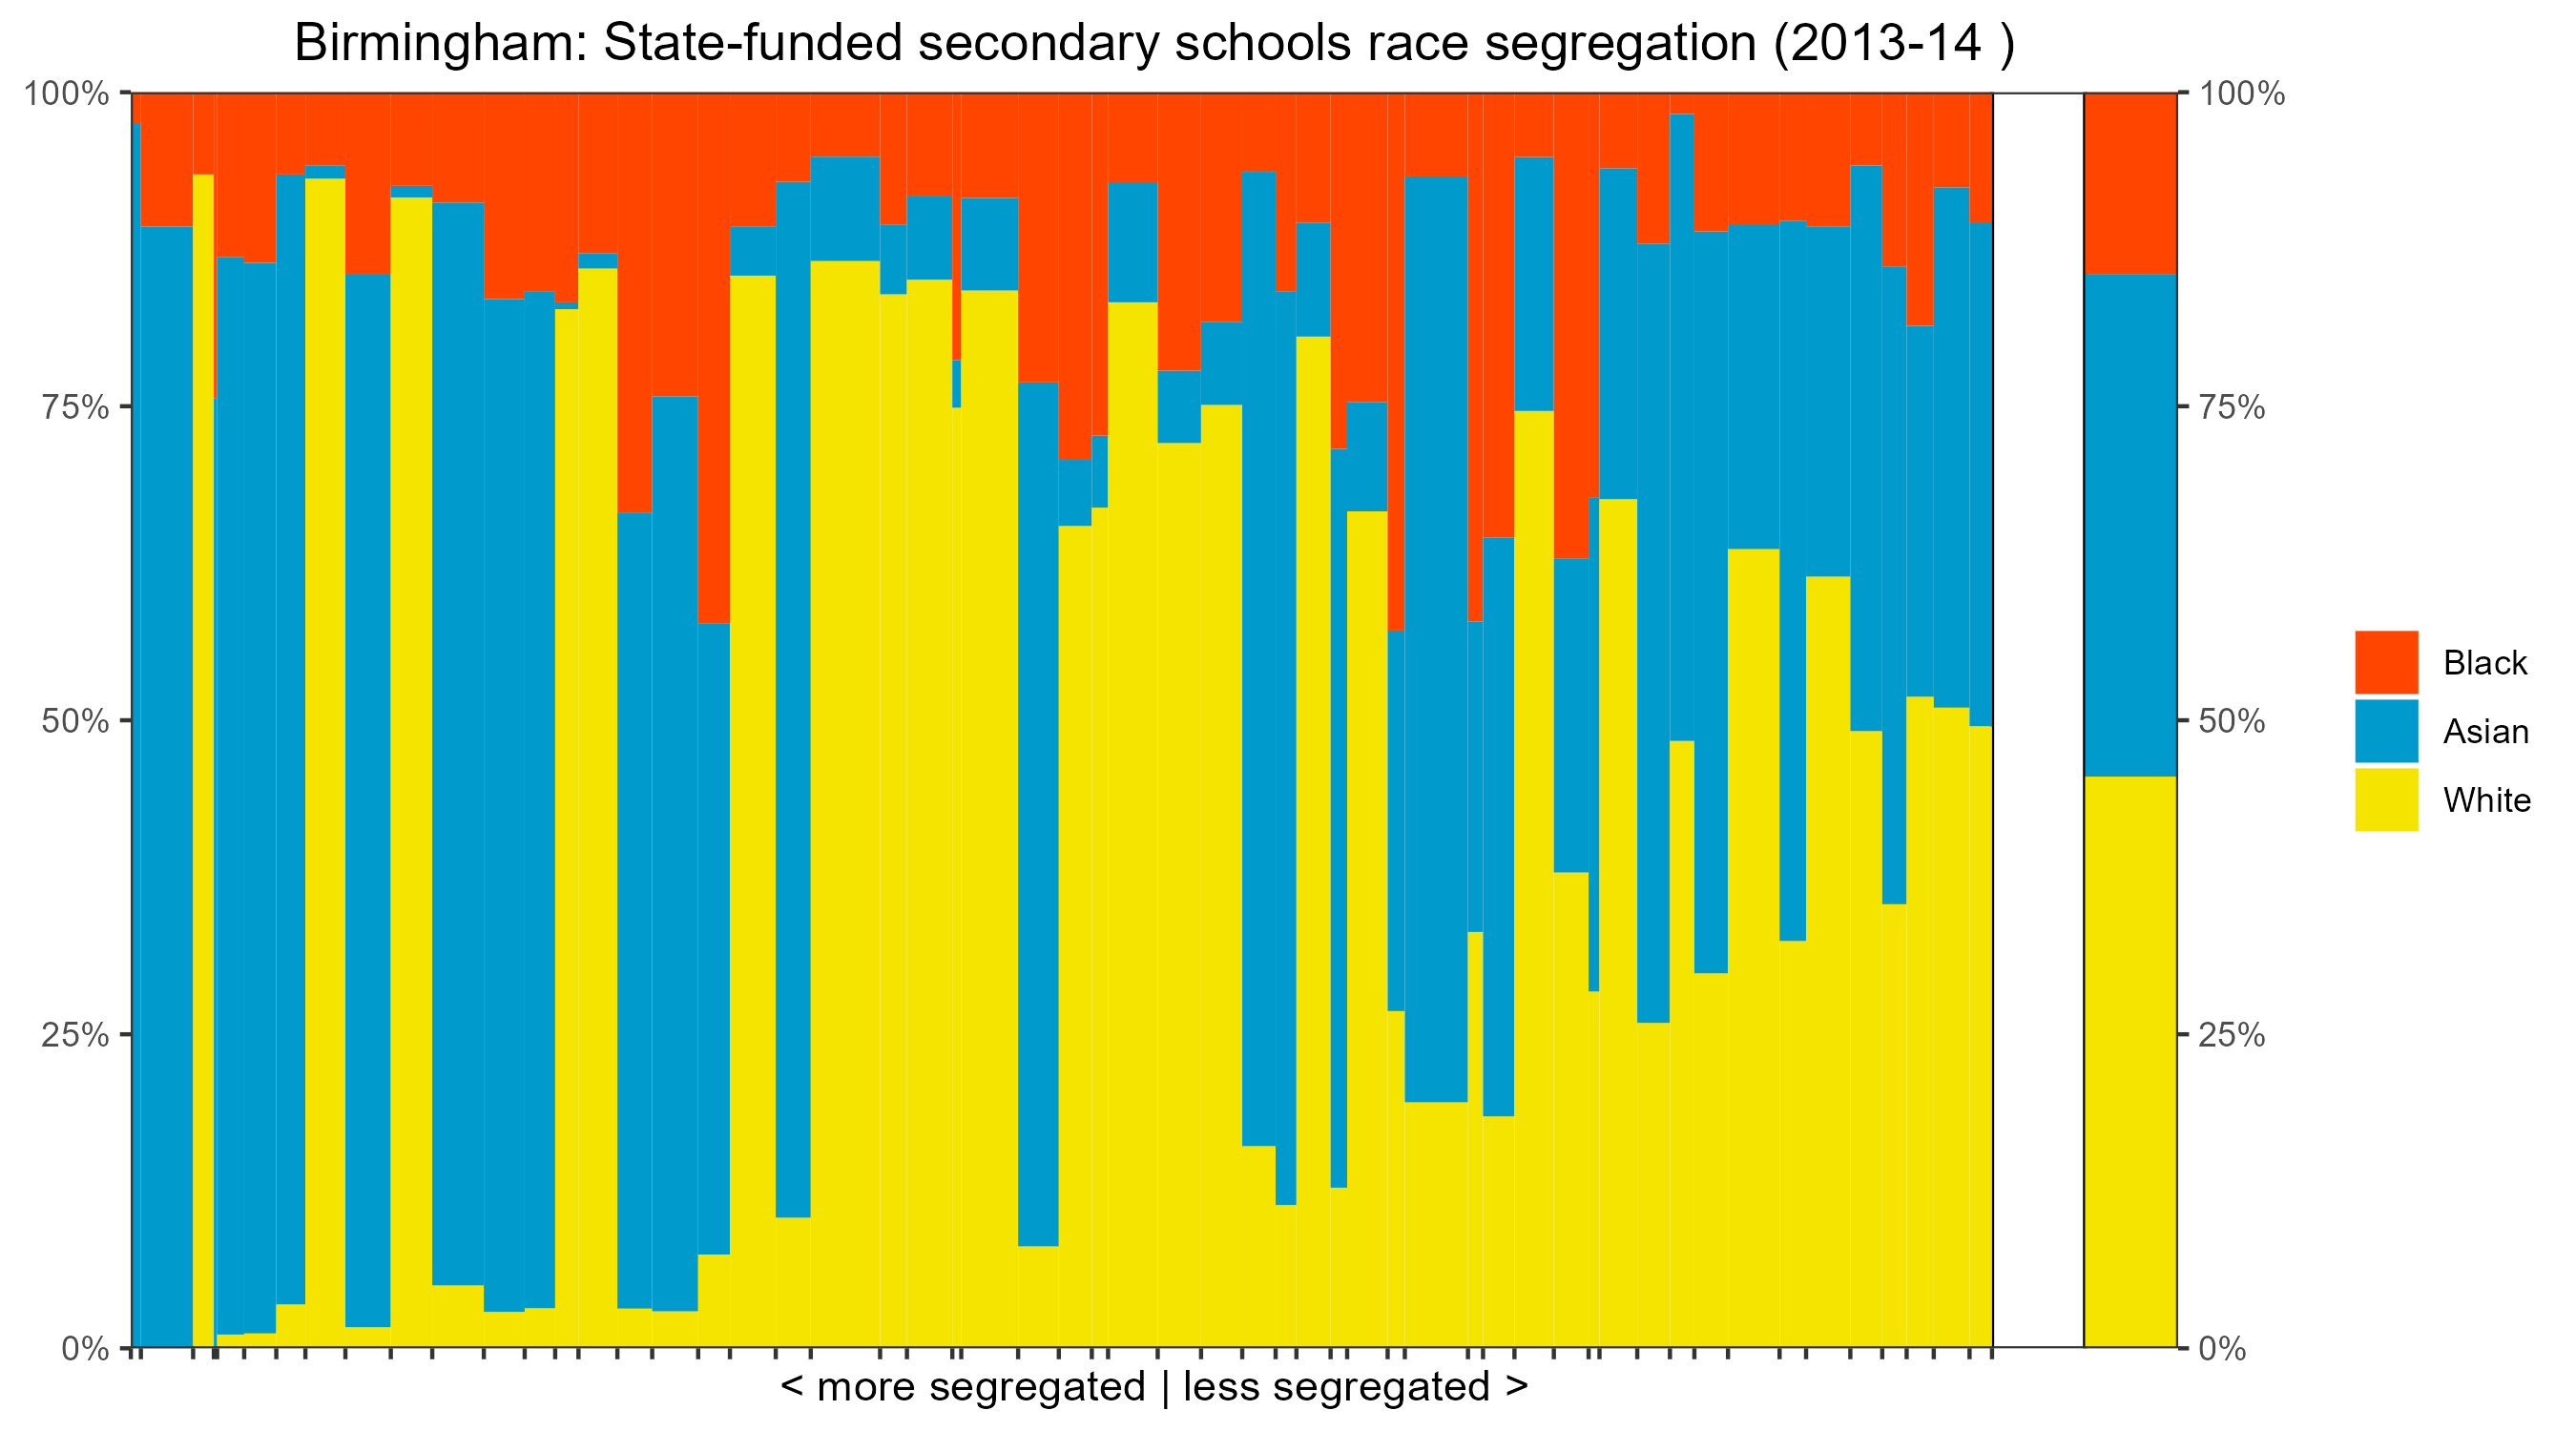 Birmingham: State-funded secondary schools race segregation (2013-14 )
100%
75%
50%
25%
0%
100%
75%
50%
25%
0%
Black
Asian
White
< more segregated | less segregated >